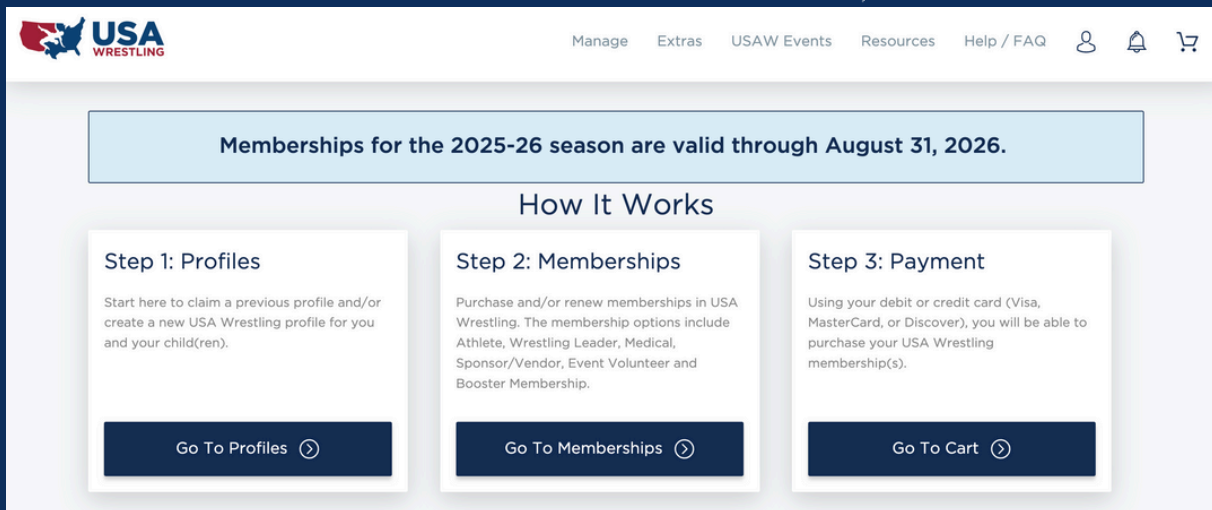 USA
WRESTLING
Manage Extras USAW Events Resources Help / FAQ
Memberships for the 2025-26 season are valid through August 31, 2026.
How It Works
Step 1: Profiles
Start here to claim a previous profile and/or
create a new USA Wrestling profile for you
and your child(ren).
Go To Profiles
Step 2: Memberships
Purchase and/or renew memberships in USA
Wrestling. The membership options include
Athlete, Wrestling Leader, Medical,
Sponsor/Vendor, Event Volunteer and
Booster Membership.
Go To Memberships
Step 3: Payment
Using your debit or credit card (Visa,
MasterCard, or Discover), you will be able to
purchase your USA Wrestling
membership(s).
Go To Cart